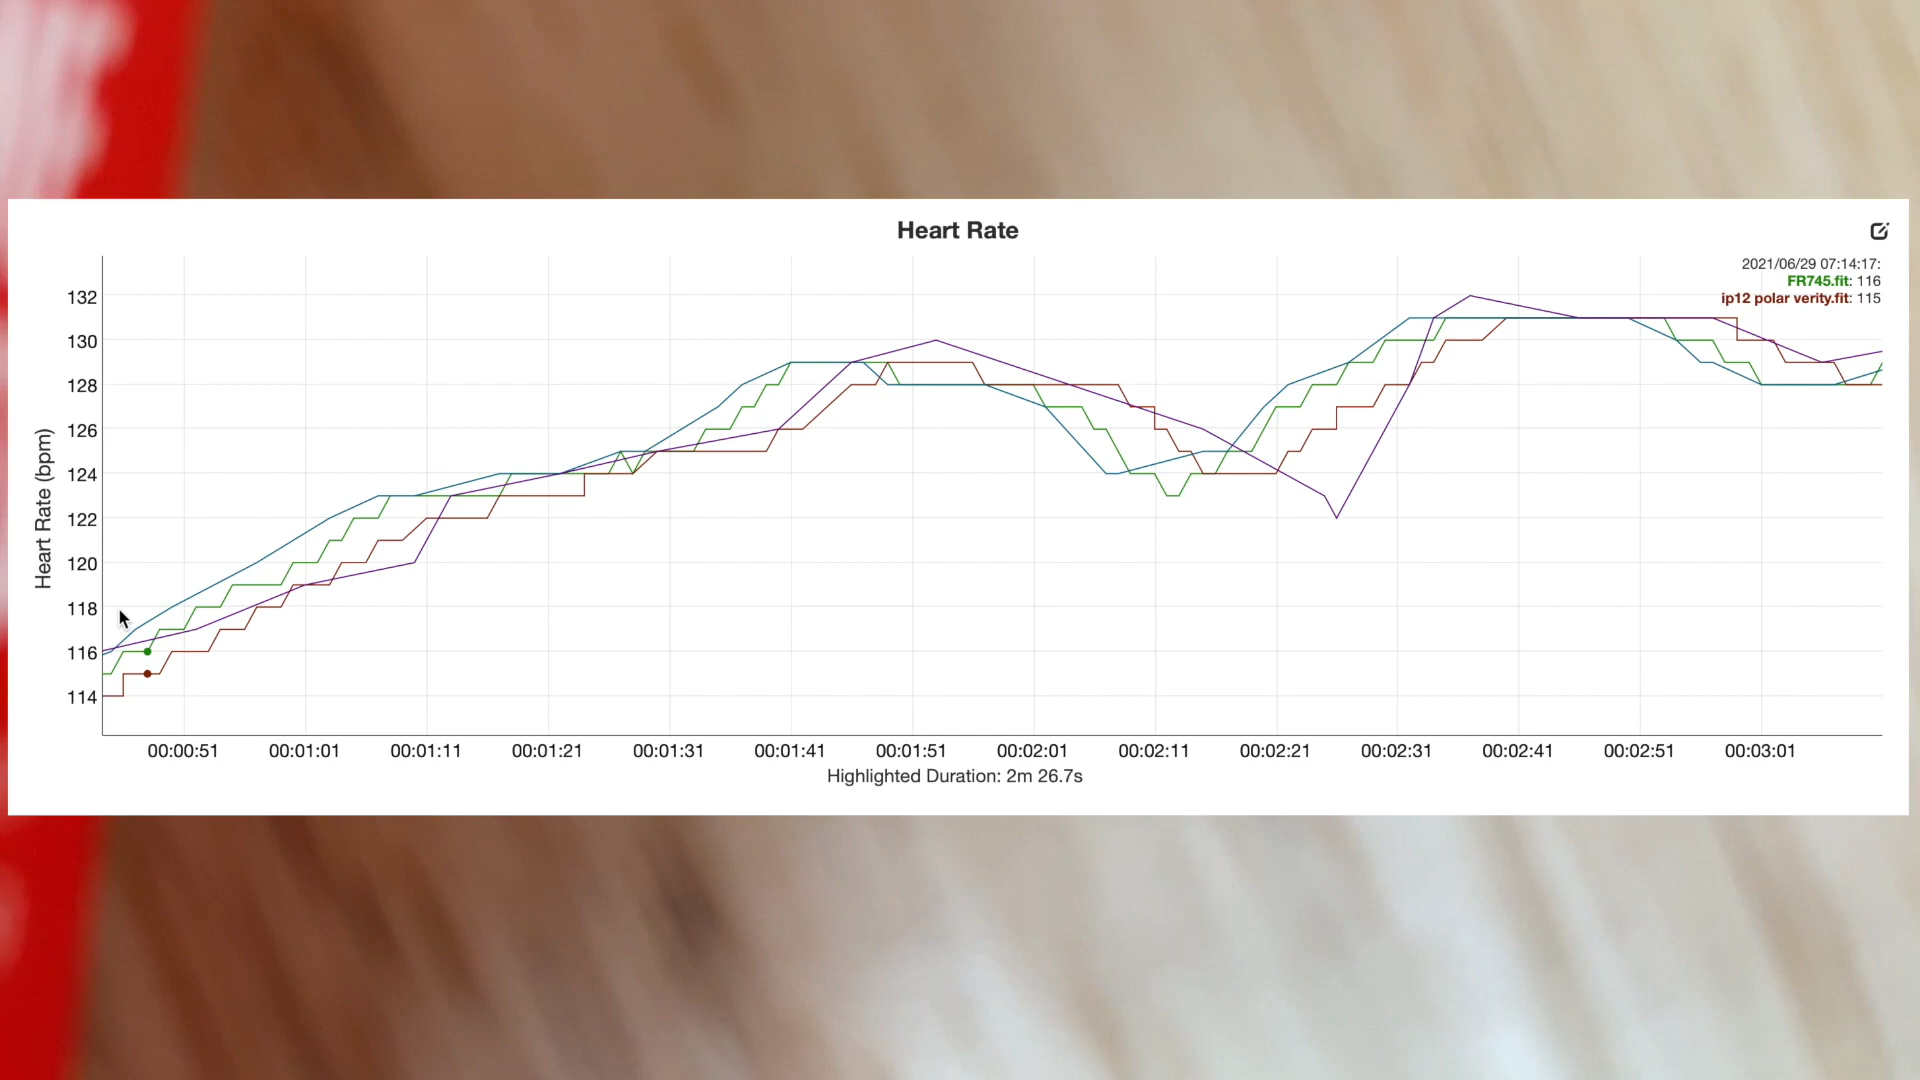 Heart Rate
2021/06/29 07:14:17:
FR745.fit: 116
ip12 polar verity.fit: 115
132
130
128
126
124
122
120
118
116
114
Heart Rate (bpm)
00:00:51 00:01:01 00:01:11 00:01:21 00:01:31 00:01:41 00:01:51 00:02:01 00:02:11 00:02:21 00:02:31 00:02:41 00:02:51 00:03:01
Highlighted Duration: 2m 26.7s